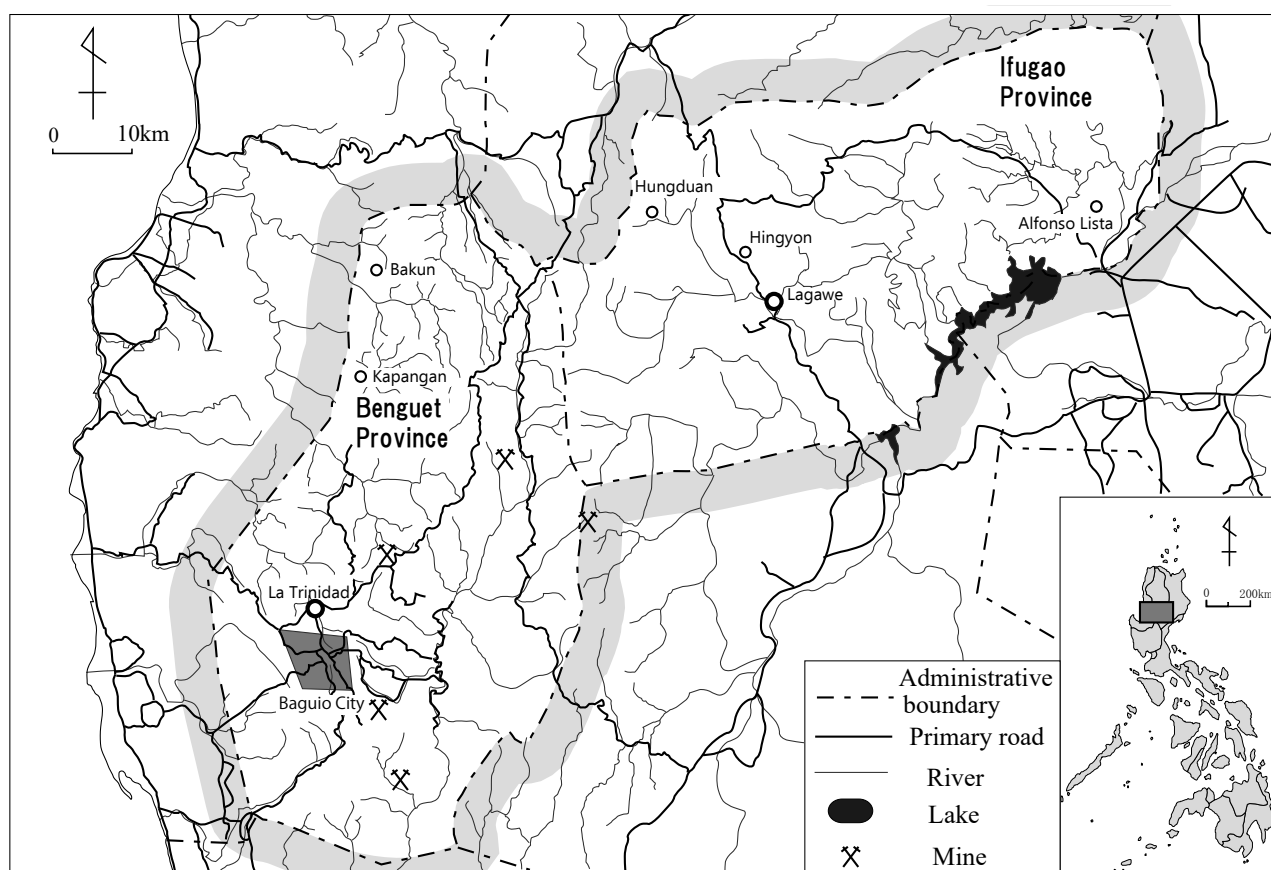 0 10km
Ifugao
Province
Hungduan
Alfonso Lista
Hingyon
Bakun
Lagawe
Kapangan
Benguet
Province
La Trinidad
Baguio City
0 200km
Administrative
boundary
Primary road
River
Lake
Mine